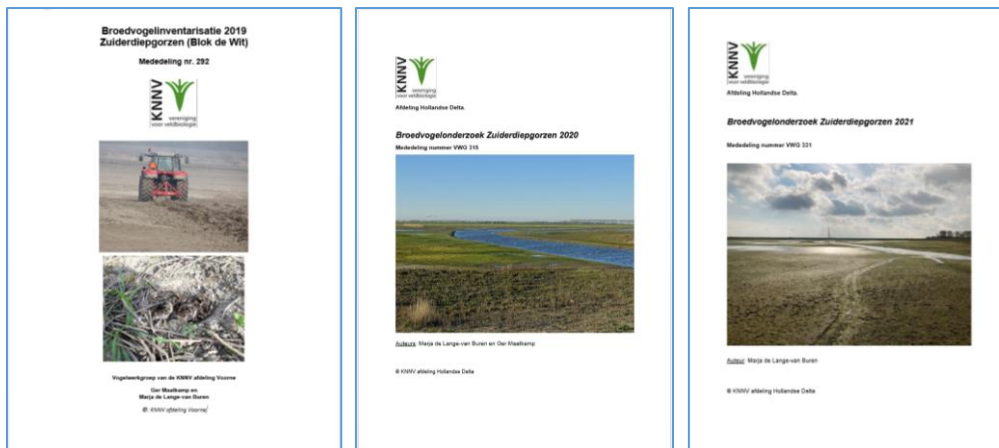 Broedvogelinventarisatie 2019
Zuiderdiepgorzen (Blok de Wit)
Mededeling nr. 292
KNNV
vereniging
voor veldbiologie
Vogelwerkgroep van de KNNV afdeling Voorne
Ger Maatkamp en
Marja de Lange-van Buren
©. KNNV afdeling Voorne
KNNV
vereniging
voor veldbiologie
Afdeling Hollandse Delta.
Broedvogelonderzoek Zuiderdiepgorzen 2020
Auteurs: Marja de Lange-van Buren en Ger Maatkamp
© KNNV afdeling Hollandse Delta
KNNV
vereniging
voor veldbiologie
Afdeling Hollandse Delta.
Broedvogelonderzoek Zuiderdiepgorzen 2021
Mededeling nummer VWG 331
Auteur: Marja de Lange-van Buren
© KNNV afdeling Hollandse Delta